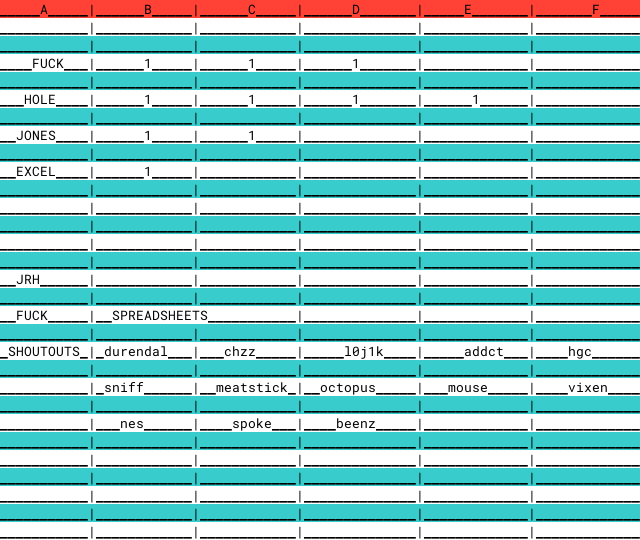 A | B | C | D | E | F
FUCK | 1 | 1 | 1 | |
HOLE | 1 | 1 | 1 | 1 |
JONES | 1 | 1 | | |
EXCEL | 1 | | | |
JRH | | | | |
FUCK | SPREADSHEETS | | | |
SHOUTOUTS | durendal | chzz | l0j1k | addct | hgc
| sniff | meatstick | octopus | mouse | vixen
| nes | spoke | beenz | |